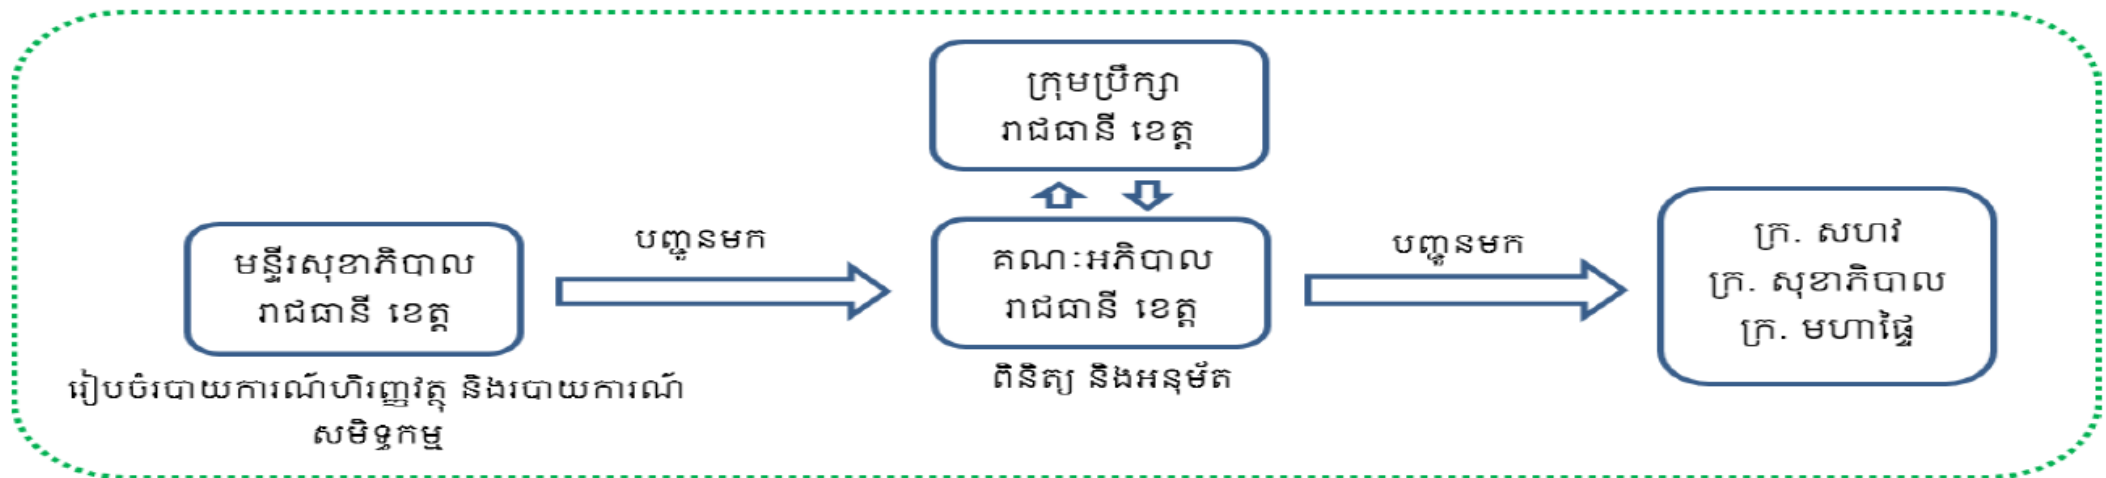 ក្រុមប្រឹក្សា
រាជធានី ខេត្ត
មន្ទីរសុខាភិបាល
រាជធានី ខេត្ត
រៀបចំរបាយការណ៍ហិរញ្ញវត្ថុ និងរបាយការណ៍
សមិទ្ធកម្ម
បញ្ជូនមក
គណៈអភិបាល
រាជធានី ខេត្ត
ពិនិត្យ និងអនុម័ត
បញ្ជូនមក
ក្រ. សហវ
ក្រ. សុខាភិបាល
ក្រ. មហាផ្ទៃ